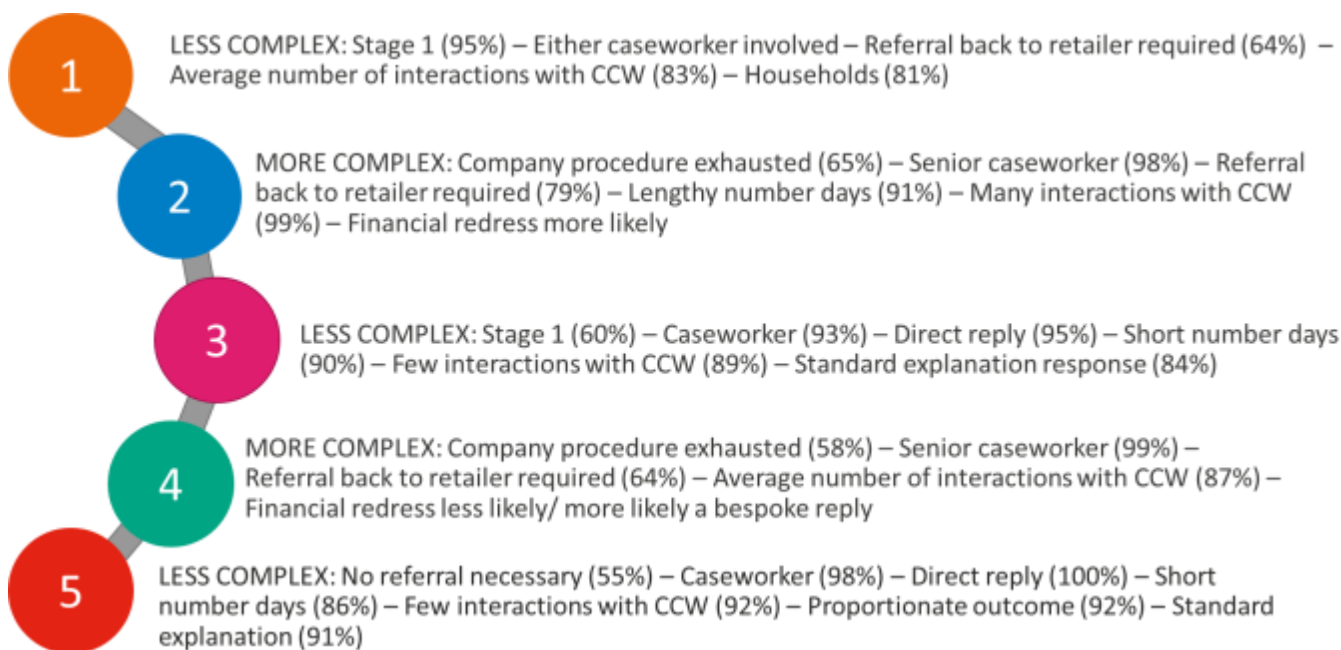 1
LESS COMPLEX: Stage 1 (95%) – Either caseworker involved – Referral back to retailer required (64%) –
Average number of interactions with CCW (83%) – Households (81%)
2
MORE COMPLEX: Company procedure exhausted (65%) – Senior caseworker (98%) – Referral
back to retailer required (79%) – Lengthy number days (91%) – Many interactions with CCW
(99%) – Financial redress more likely
3
LESS COMPLEX: Stage 1 (60%) – Caseworker (93%) – Direct reply (95%) – Short number days
(90%) – Few interactions with CCW (89%) – Standard explanation response (84%)
4
MORE COMPLEX: Company procedure exhausted (58%) – Senior caseworker (99%) –
Referral back to retailer required (64%) – Average number of interactions with CCW (87%) –
Financial redress less likely/ more likely a bespoke reply
5
LESS COMPLEX: No referral necessary (55%) – Caseworker (98%) – Direct reply (100%) – Short
number days (86%) – Few interactions with CCW (92%) – Proportionate outcome (92%) – Standard
explanation (91%)